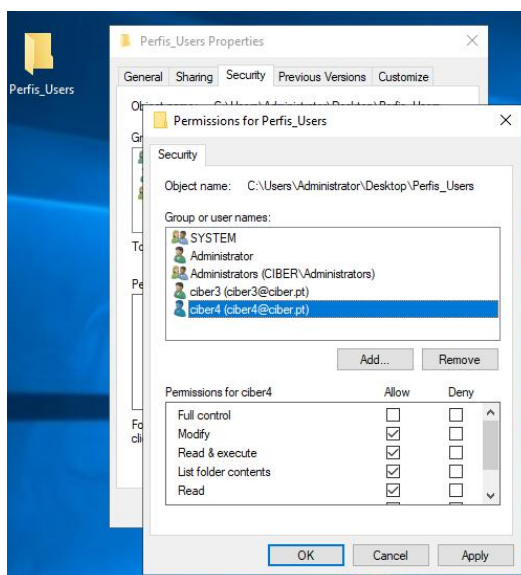 Perfis_Users
Perfis_Users Properties
General Sharing Security Previous Versions Customize
Permissions for Perfis_Users
Security
Object name: C:\Users\Administrator\Desktop\Perfis_Users
Group or user names:
SYSTEM
Administrator
Administrators (CIBER\Administrators)
ciber3 (ciber3@ciber.pt)
ciber4 (ciber4@ciber.pt)
Add... Remove
Permissions for ciber4 Allow Deny
Full control
Modify
Read & execute
List folder contents
Read
OK Cancel Apply